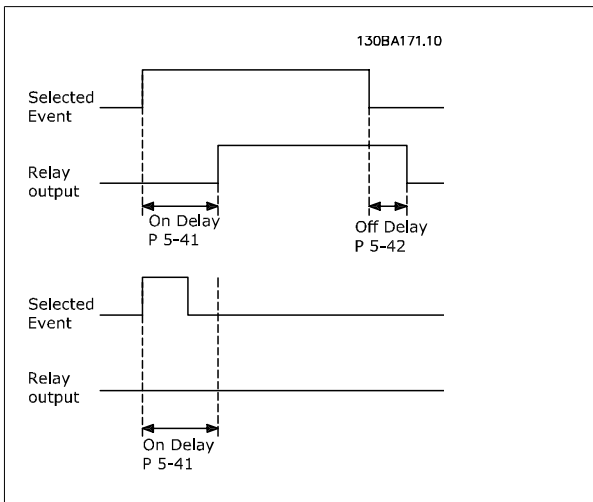 130BA171.10
Selected
Event
Relay
output
On Delay
P 5-41
Off Delay
P 5-42
Selected
Event
Relay
output
On Delay
P 5-41